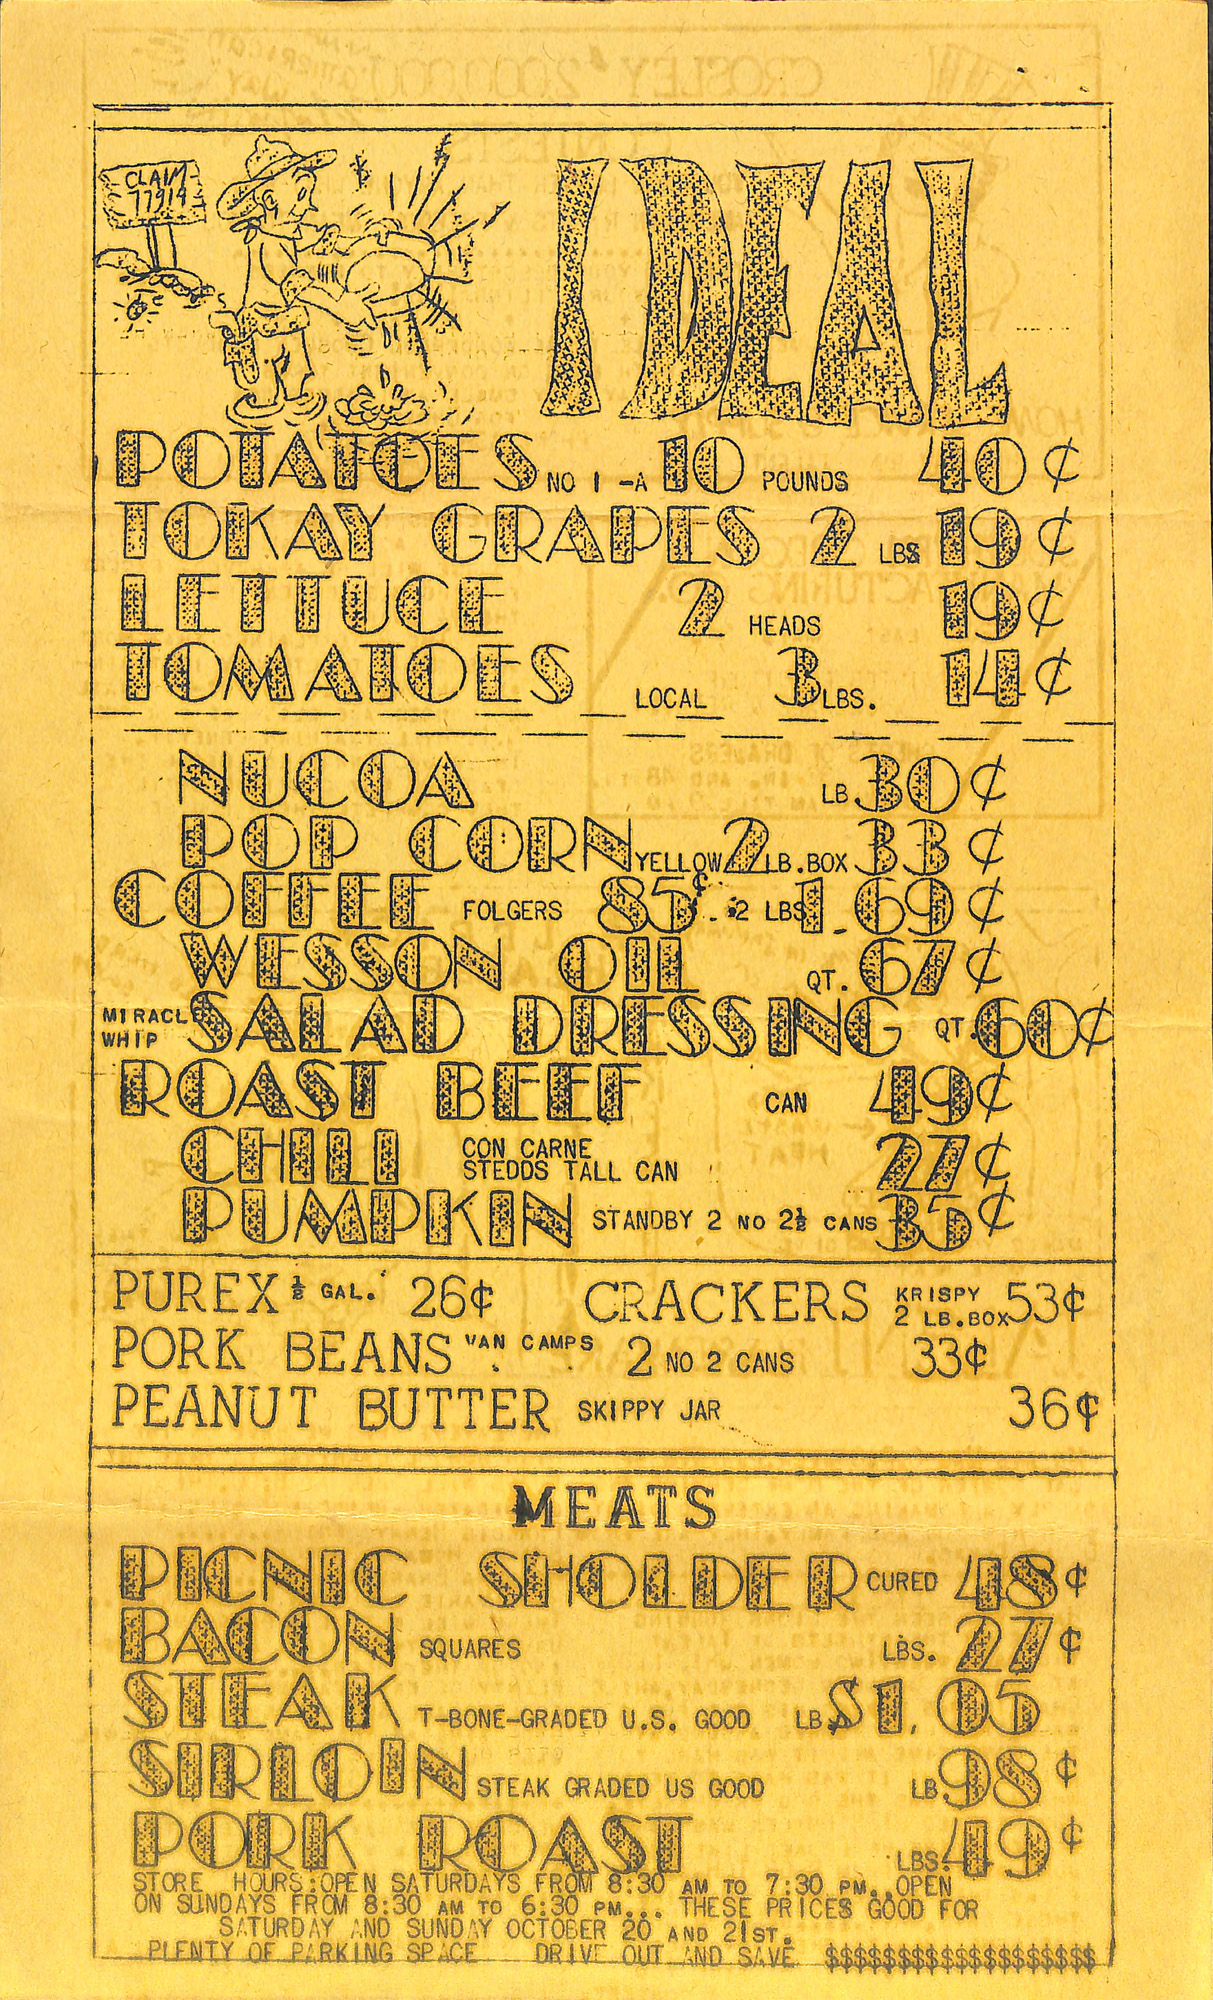 CLAIM
77914
IDEAL
POTATOES NO 1 -A 10 POUNDS 40¢
TOKAY GRAPES 2 LBS 19¢
LETTUCE 2 HEADS 19¢
TOMATOES LOCAL 3 LBS. 14¢
NUCOA LB 30¢
POP CORN YELLOW 2 LB.BOX 33¢
COFFEE FOLGERS 85¢.. 2 LBS 1.69¢
WESSON OIL QT. 67¢
MIRACLE WHIP SALAD DRESSING QT. 60¢
ROAST BEEF CAN 49¢
CHILI CON CARNE STEDDS TALL CAN 27¢
PUMPKIN STANDBY 2 NO 2½ CANS 35¢
PUREX ½ GAL. 26¢ CRACKERS KRISPY 2 LB.BOX 53¢
PORK BEANS VAN CAMPS 2 NO 2 CANS 33¢
PEANUT BUTTER SKIPPY JAR 36¢
MEATS
PICNIC SHOLDER CURED 48¢
BACON SQUARES LBS. 27¢
STEAK T-BONE-GRADED U.S. GOOD LB $1.05
SIRLOIN STEAK GRADED US GOOD LB 98¢
PORK ROAST LBS. 49¢
STORE HOURS:OPEN SATURDAYS FROM 8:30 AM TO 7:30 PM..OPEN
ON SUNDAYS FROM 8:30 AM TO 6:30 PM... THESE PRICES GOOD FOR
SATURDAY AND SUNDAY OCTOBER 20 AND 21ST.
PLENTY OF PARKING SPACE DRIVE OUT AND SAVE $$$$$$$$$$$$$$$$$$$